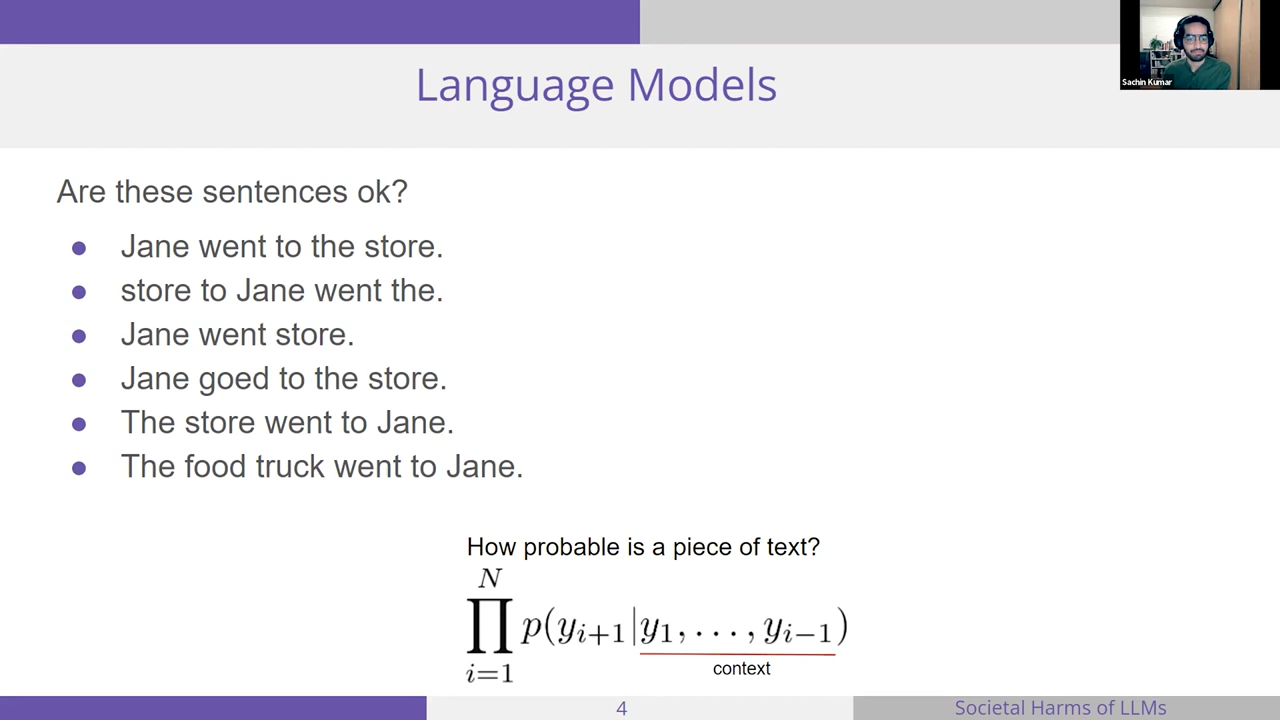 Language Models
Sachin Kumar
Are these sentences ok?
● Jane went to the store.
● store to Jane went the.
● Jane went store.
● Jane goed to the store.
● The store went to Jane.
● The food truck went to Jane.
How probable is a piece of text?
∏_{i=1}^{N} p(y_{i+1}|y_1, . . . , y_{i−1})
context
4
Societal Harms of LLMs